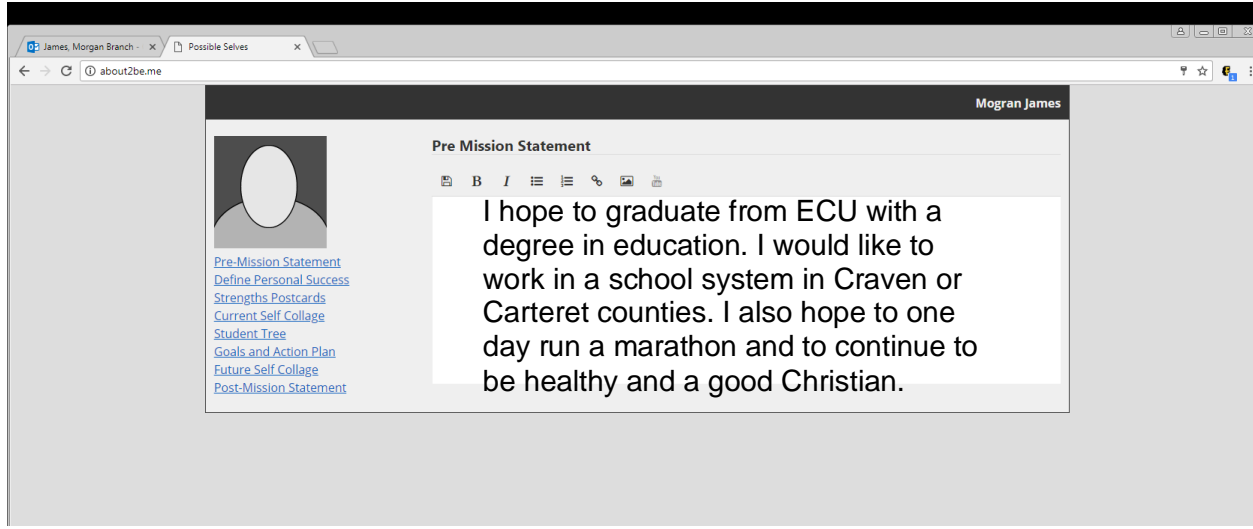 James, Morgan Branch -
Possible Selves
about2be.me
Mogran James
Pre Mission Statement
B I
I hope to graduate from ECU with a
degree in education. I would like to
work in a school system in Craven or
Carteret counties. I also hope to one
day run a marathon and to continue to
be healthy and a good Christian.
Pre-Mission Statement
Define Personal Success
Strengths Postcards
Current Self Collage
Student Tree
Goals and Action Plan
Future Self Collage
Post-Mission Statement